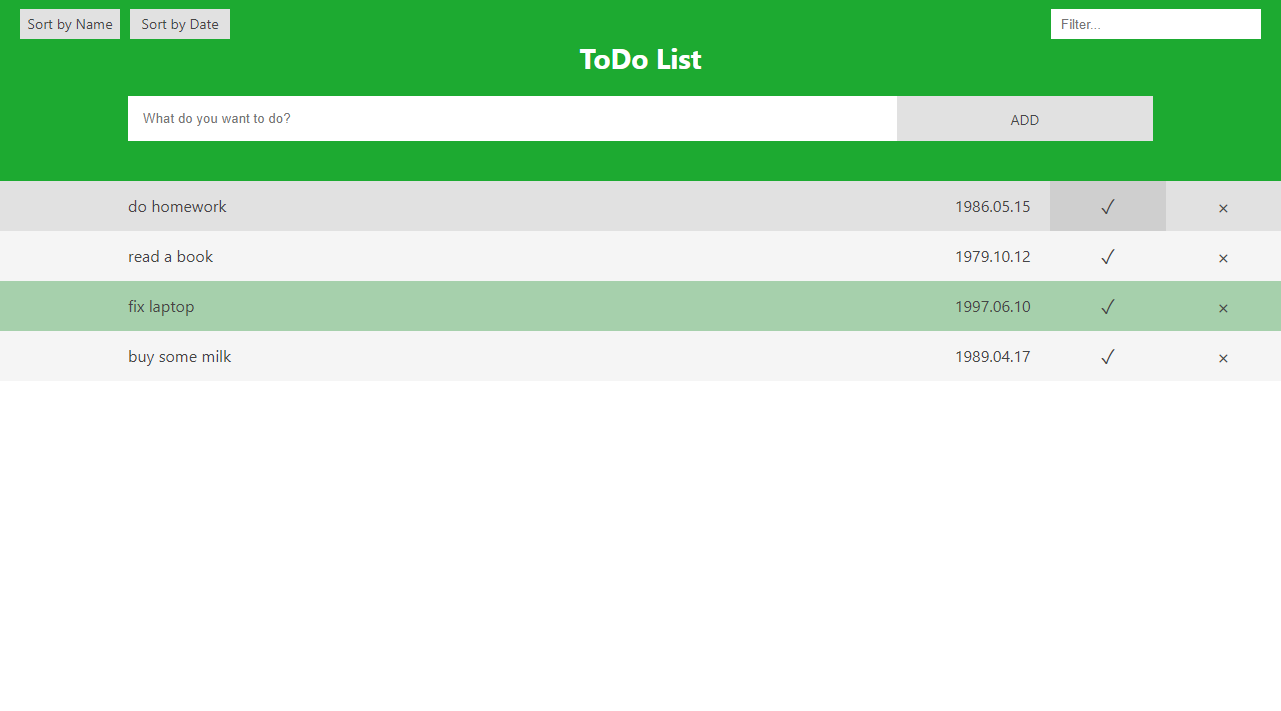 Sort by Name Sort by Date Filter...
ToDo List
What do you want to do? ADD
do homework 1986.05.15 ✓ ×
read a book 1979.10.12 ✓ ×
fix laptop 1997.06.10 ✓ ×
buy some milk 1989.04.17 ✓ ×